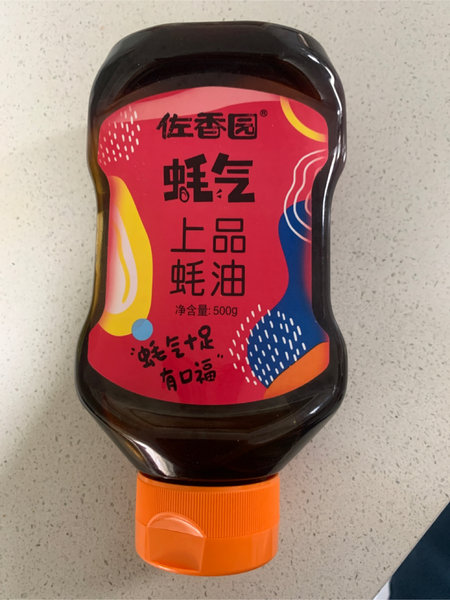 佐香园®
蚝气
上品
蚝油
净含量: 500g
"蚝气十足
有口福"